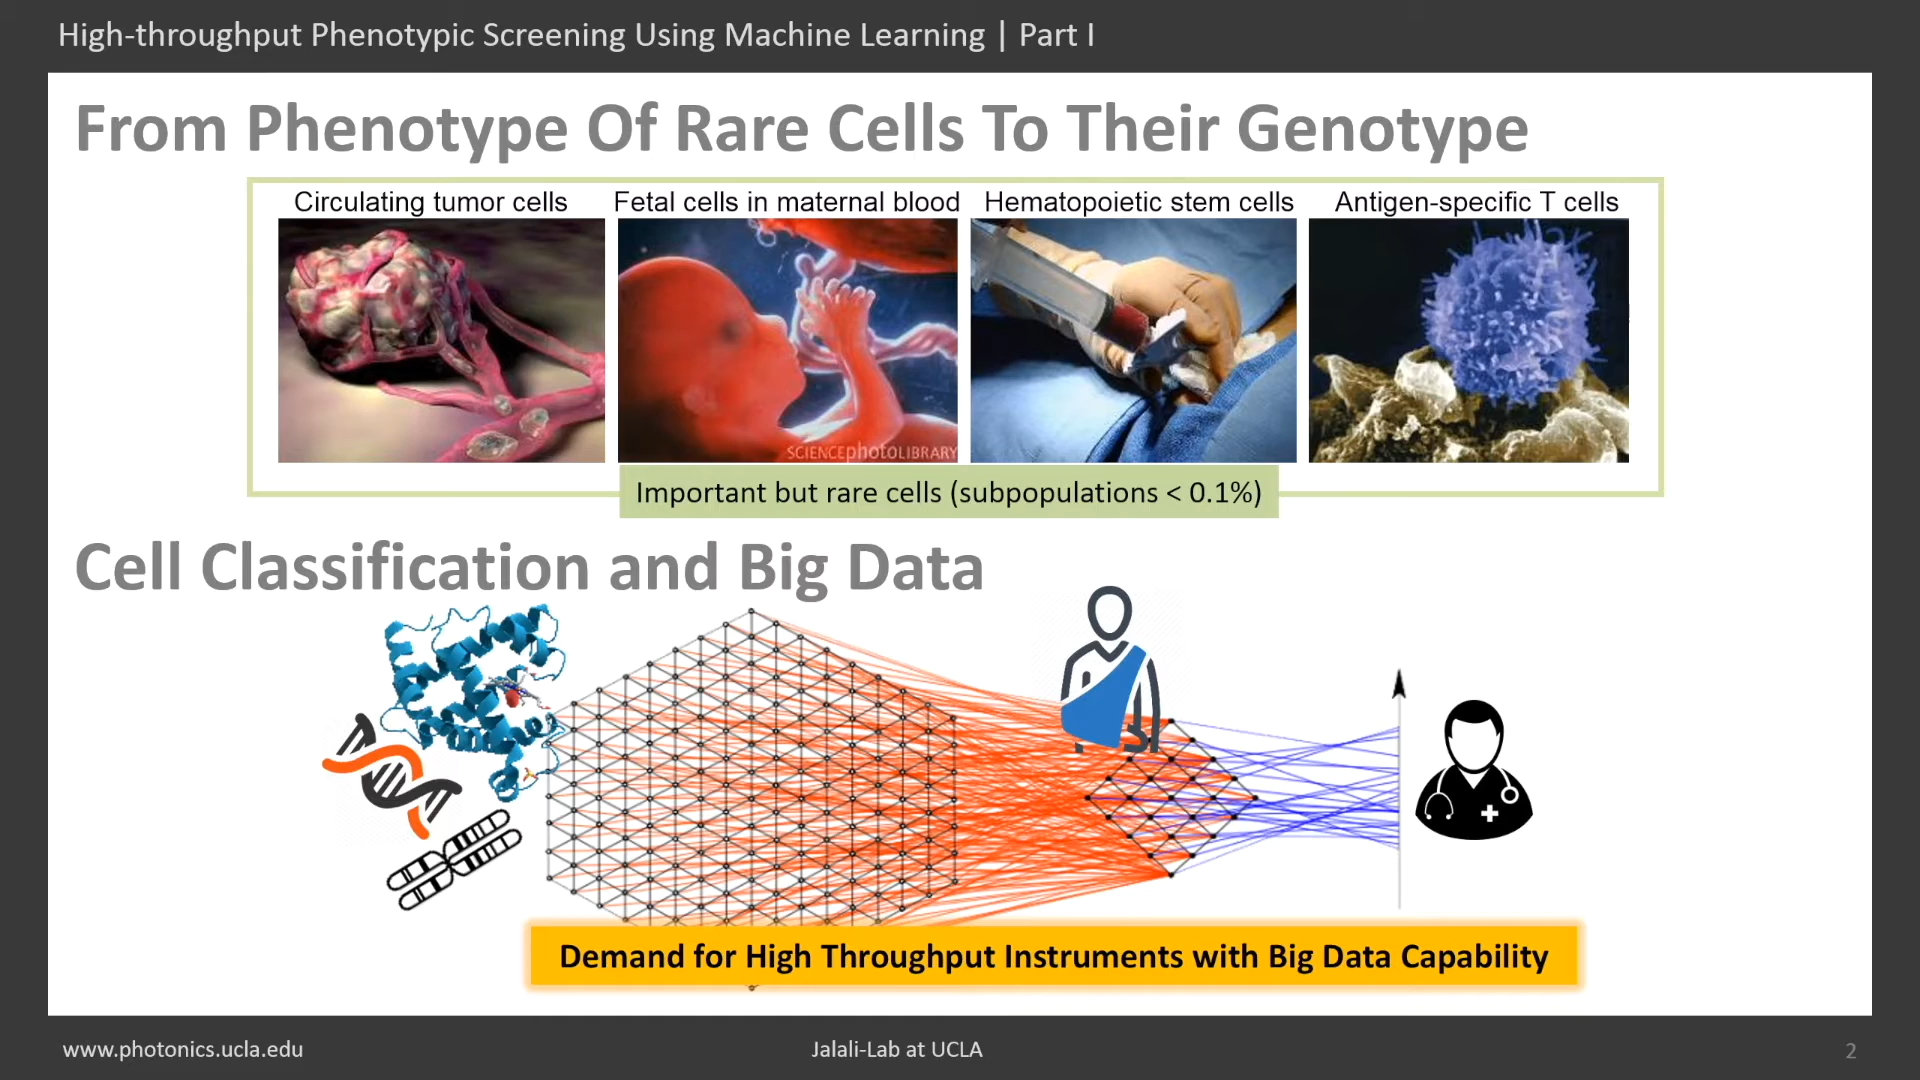 High-throughput Phenotypic Screening Using Machine Learning | Part I
From Phenotype Of Rare Cells To Their Genotype
Circulating tumor cells
Fetal cells in maternal blood
Hematopoietic stem cells
Antigen-specific T cells
SCIENCEphotoLIBRARY
Important but rare cells (subpopulations < 0.1%)
Cell Classification and Big Data
Demand for High Throughput Instruments with Big Data Capability
www.photonics.ucla.edu
Jalali-Lab at UCLA
2